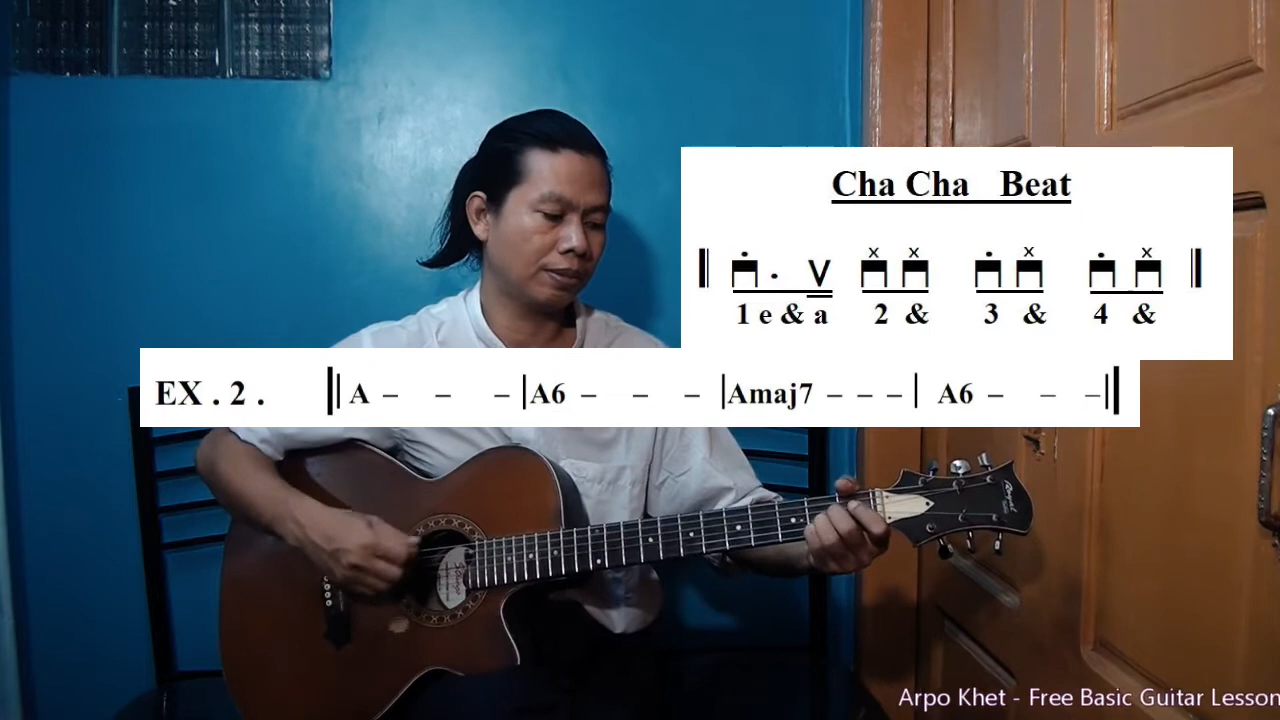 Cha Cha Beat
x x x x
1 e & a 2 & 3 & 4 &
EX . 2 . A – – – A6 – – – Amaj7 – – – A6 – – –
Arpo Khet - Free Basic Guitar Lesson